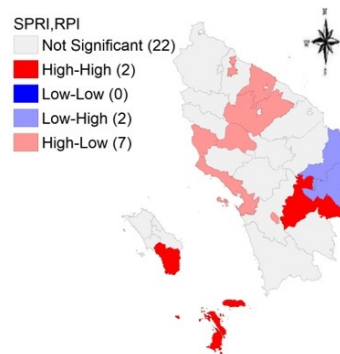 SPRI,RPI
Not Significant (22)
High-High (2)
Low-Low (0)
Low-High (2)
High-Low (7)